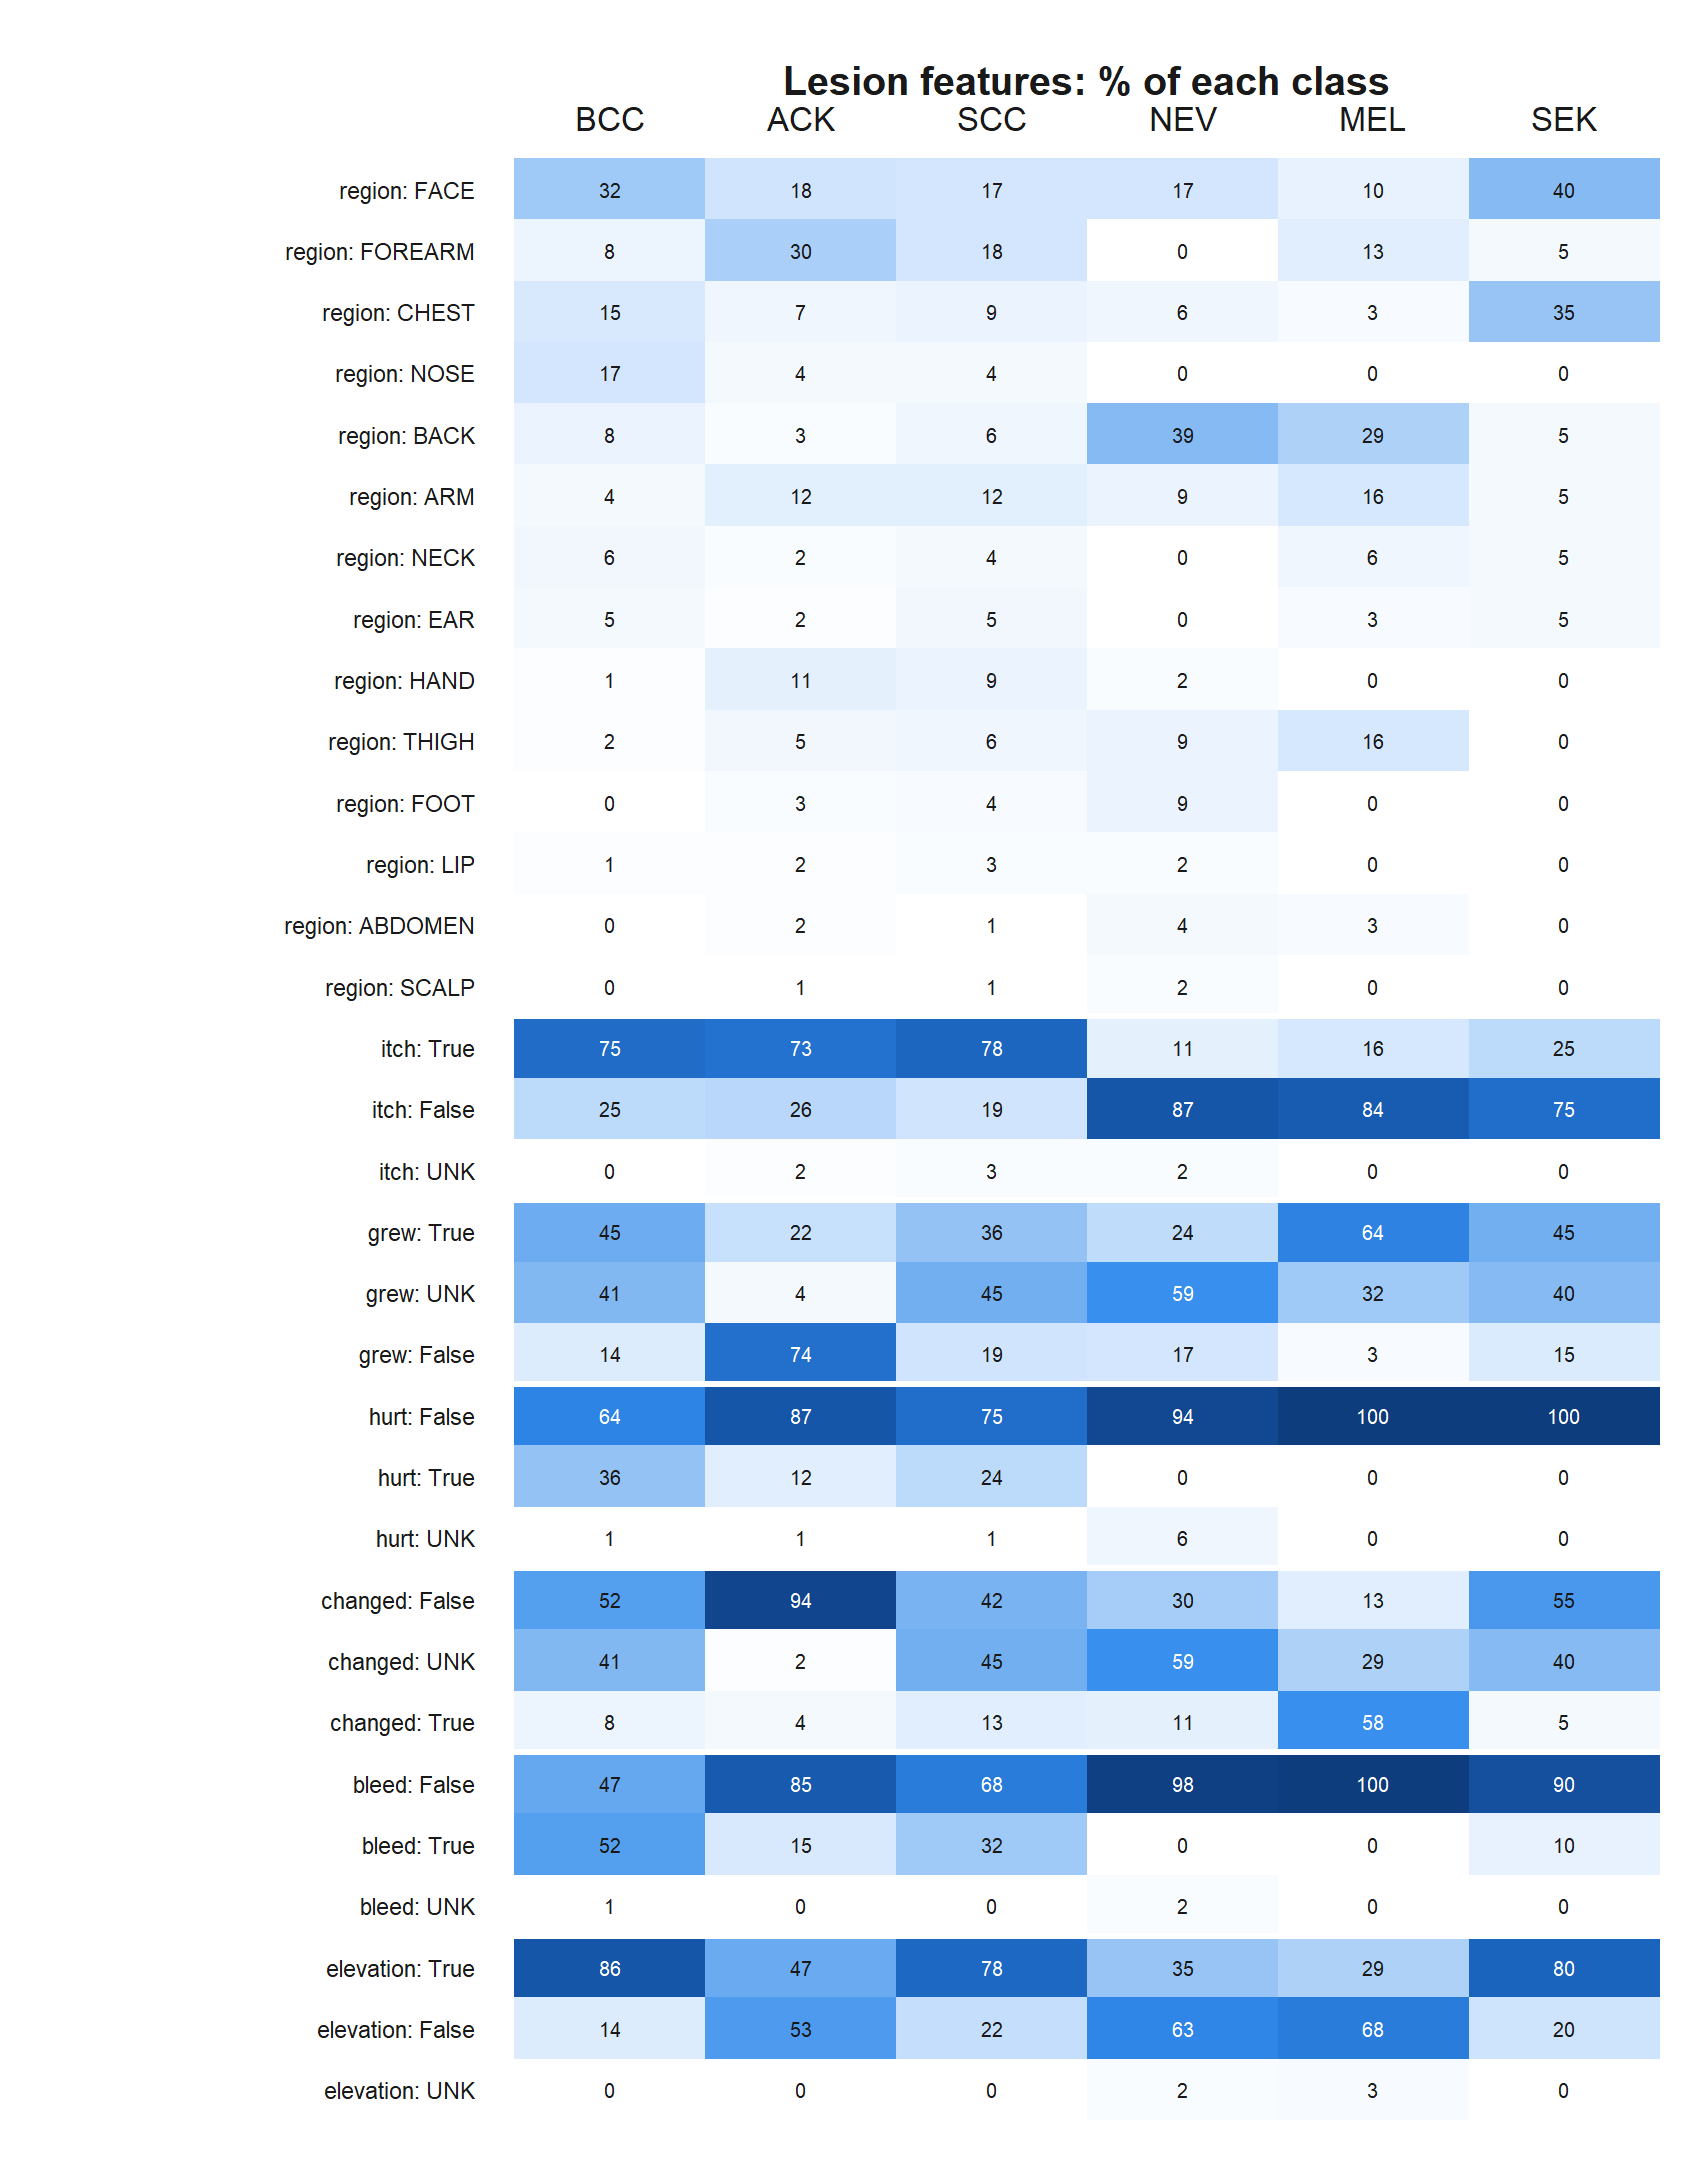 Lesion features: % of each class
BCC ACK SCC NEV MEL SEK
region: FACE 32 18 17 17 10 40
region: FOREARM 8 30 18 0 13 5
region: CHEST 15 7 9 6 3 35
region: NOSE 17 4 4 0 0 0
region: BACK 8 3 6 39 29 5
region: ARM 4 12 12 9 16 5
region: NECK 6 2 4 0 6 5
region: EAR 5 2 5 0 3 5
region: HAND 1 11 9 2 0 0
region: THIGH 2 5 6 9 16 0
region: FOOT 0 3 4 9 0 0
region: LIP 1 2 3 2 0 0
region: ABDOMEN 0 2 1 4 3 0
region: SCALP 0 1 1 2 0 0
itch: True 75 73 78 11 16 25
itch: False 25 26 19 87 84 75
itch: UNK 0 2 3 2 0 0
grew: True 45 22 36 24 64 45
grew: UNK 41 4 45 59 32 40
grew: False 14 74 19 17 3 15
hurt: False 64 87 75 94 100 100
hurt: True 36 12 24 0 0 0
hurt: UNK 1 1 1 6 0 0
changed: False 52 94 42 30 13 55
changed: UNK 41 2 45 59 29 40
changed: True 8 4 13 11 58 5
bleed: False 47 85 68 98 100 90
bleed: True 52 15 32 0 0 10
bleed: UNK 1 0 0 2 0 0
elevation: True 86 47 78 35 29 80
elevation: False 14 53 22 63 68 20
elevation: UNK 0 0 0 2 3 0